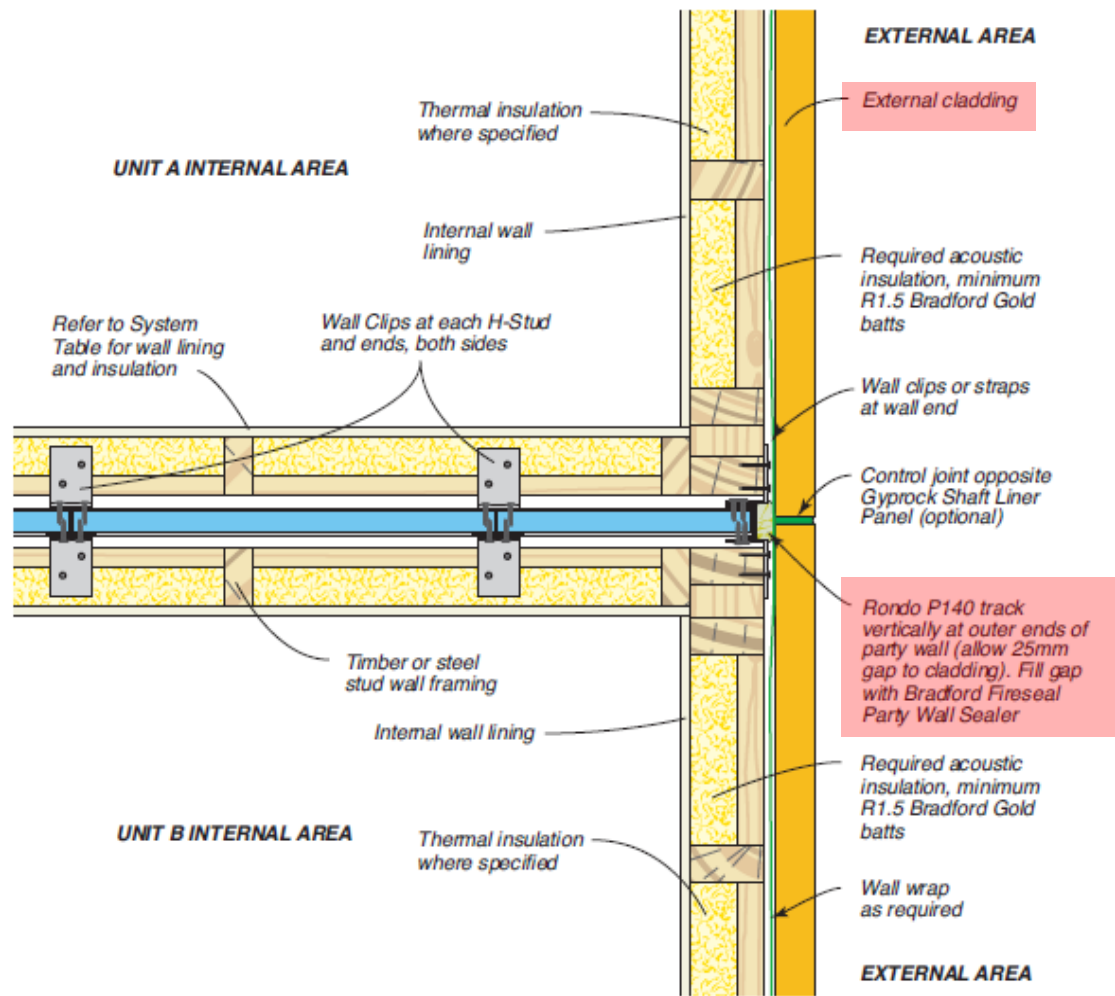 EXTERNAL AREA
External cladding
Thermal insulation
where specified
UNIT A INTERNAL AREA
Internal wall
lining
Required acoustic
insulation, minimum
R1.5 Bradford Gold
batts
Refer to System
Table for wall lining
and insulation
Wall Clips at each H-Stud
and ends, both sides
Wall clips or straps
at wall end
Control joint opposite
Gyprock Shaft Liner
Panel (optional)
Rondo P140 track
vertically at outer ends of
party wall (allow 25mm
gap to cladding). Fill gap
with Bradford Fireseal
Party Wall Sealer
Timber or steel
stud wall framing
Internal wall lining
Required acoustic
insulation, minimum
R1.5 Bradford Gold
batts
UNIT B INTERNAL AREA
Thermal insulation
where specified
Wall wrap
as required
EXTERNAL AREA